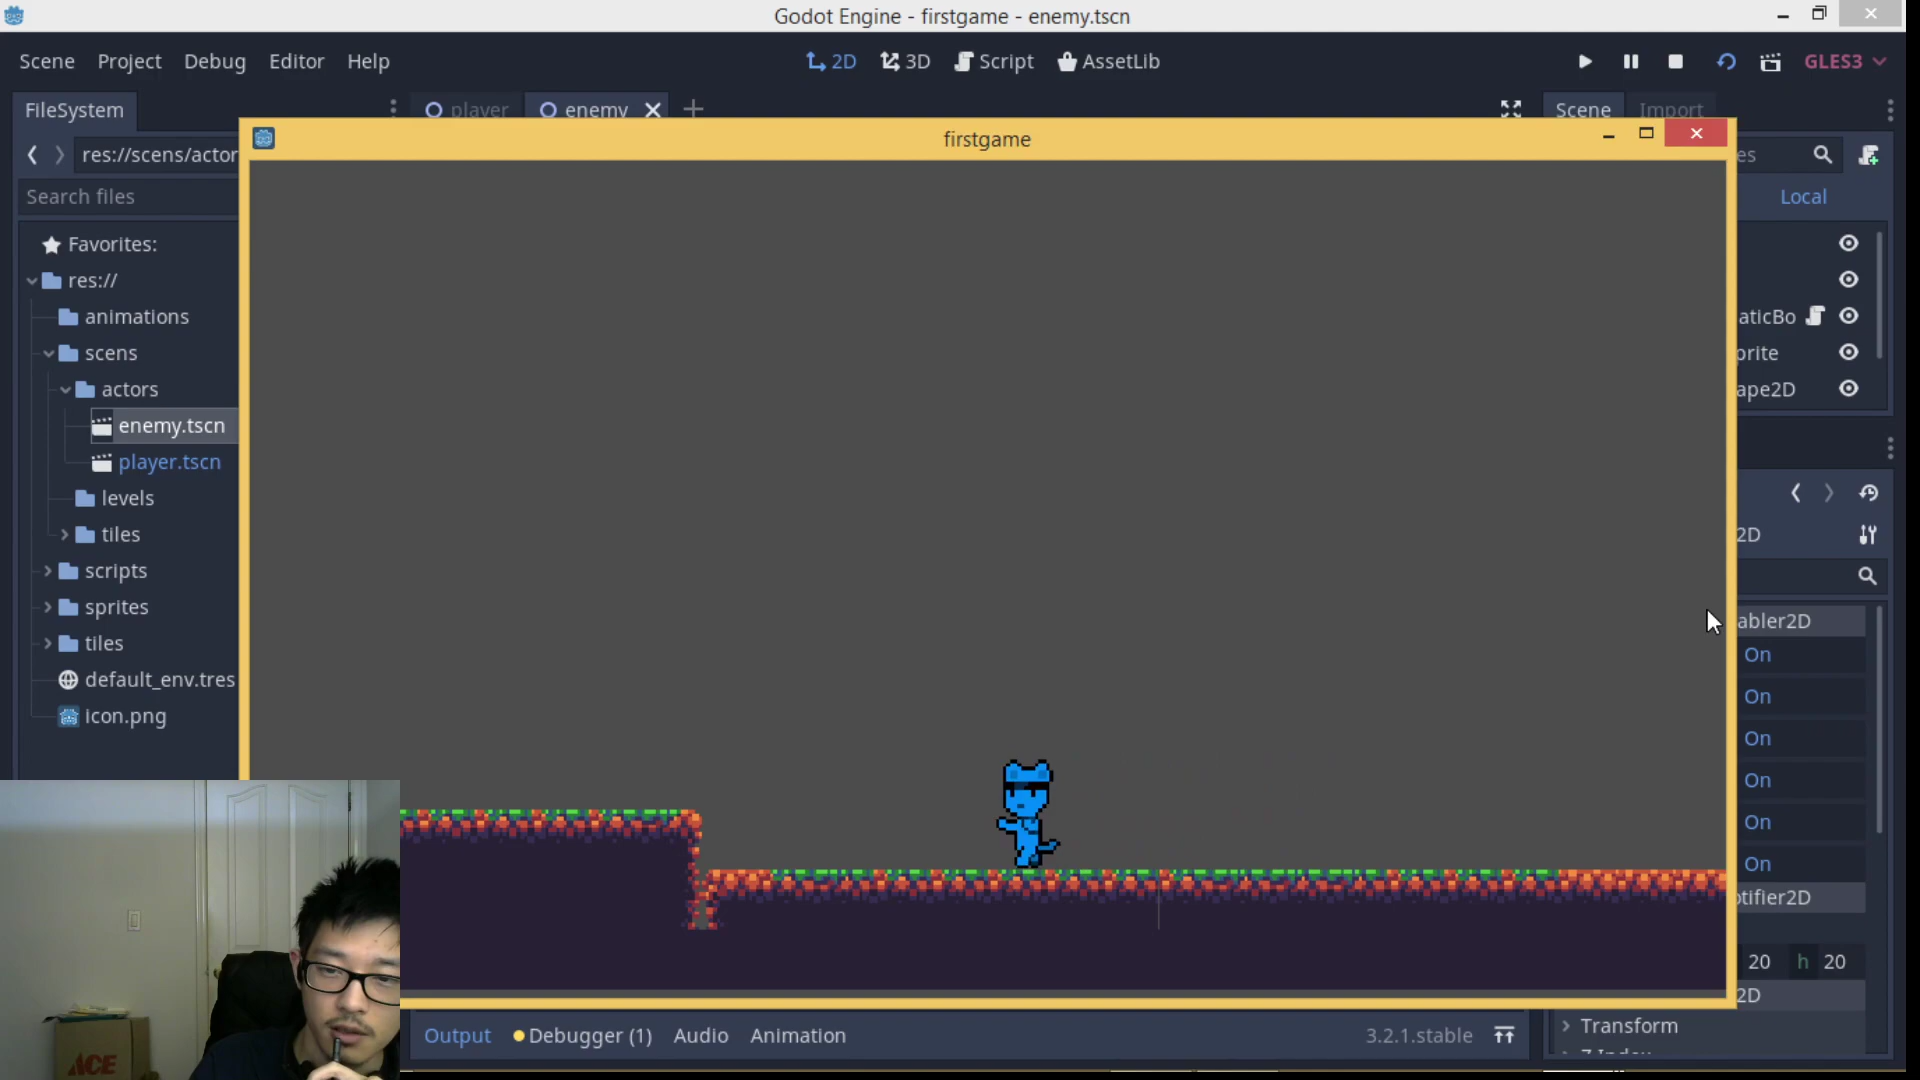 Godot Engine - firstgame - enemy.tscn
Scene Project Debug Editor Help
2D 3D Script AssetLib
GLES3
FileSystem
player enemy
Scene Import
firstgame
res://scens/actor
Search files
Local
Favorites:
res://
animations
scens
aticBo
prite
actors
ape2D
enemy.tscn
player.tscn
levels
tiles
2D
scripts
sprites
abler2D
tiles
On
default_env.tres
On
icon.png
On
On
On
On
otifier2D
20 h 20
2D
Transform
Output Debugger (1) Audio Animation
3.2.1.stable
ACE